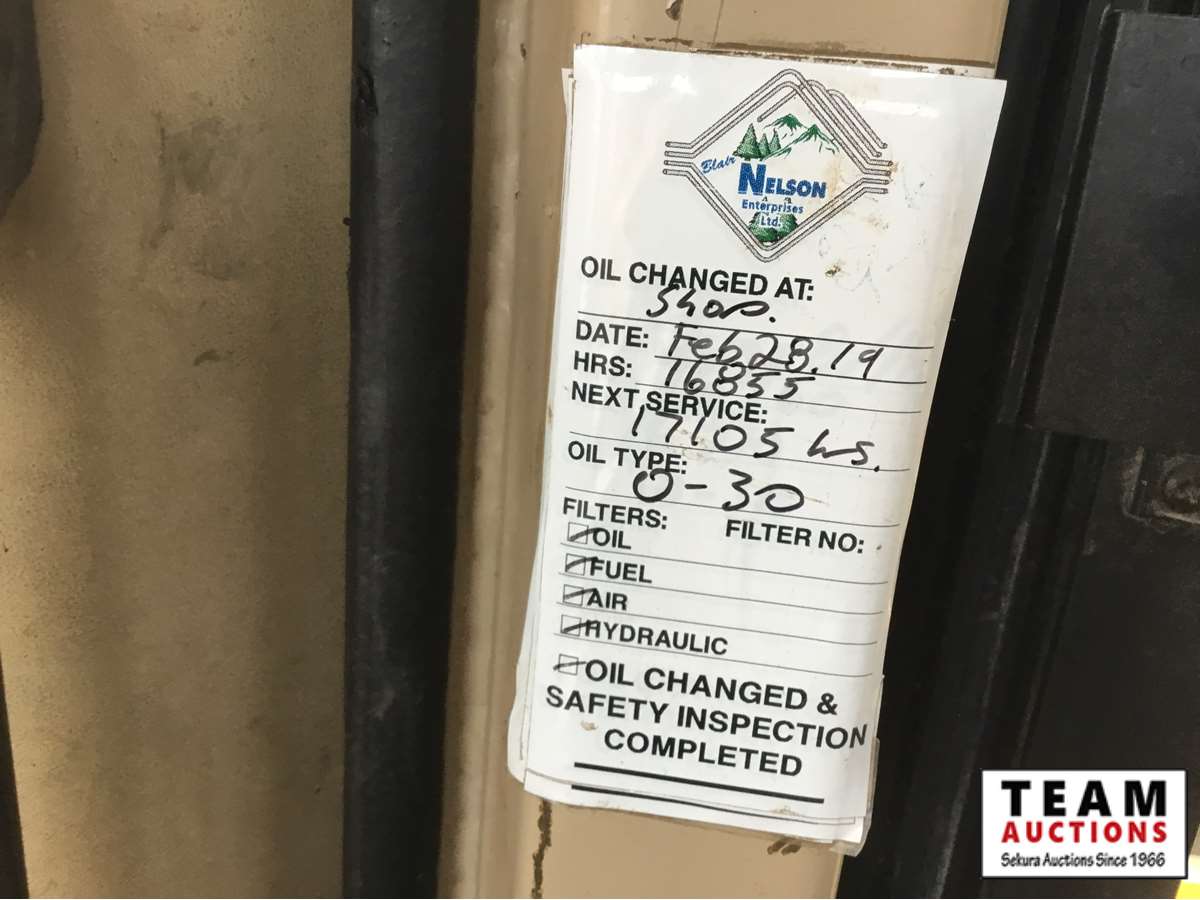 Blair
NELSON
Enterprises
Ltd.
OIL CHANGED AT:
Shop.
DATE: Feb 28.19
HRS: 16855
NEXT SERVICE:
17105 hrs.
OIL TYPE:
0-30
FILTERS: FILTER NO:
OIL
FUEL
AIR
HYDRAULIC
OIL CHANGED &
SAFETY INSPECTION
COMPLETED
TEAM
AUCTIONS
Sekura Auctions Since 1966